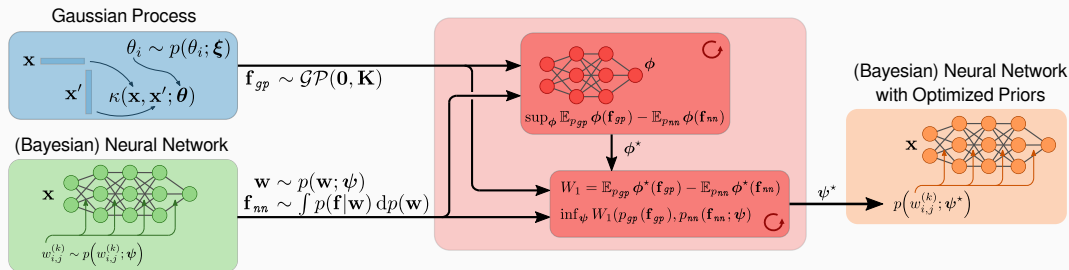 Gaussian Process
x
x′
θ_i ∼ p(θ_i; ξ)
κ(x, x′; θ)
f_gp ∼ GP(0, K)
(Bayesian) Neural Network
x
w_{i,j}^{(k)} ∼ p(w_{i,j}^{(k)}; ψ)
w ∼ p(w; ψ)
f_nn ∼ ∫ p(f|w) dp(w)
ϕ
sup_ϕ 𝔼_{p_gp} ϕ(f_gp) − 𝔼_{p_nn} ϕ(f_nn)
ϕ⋆
W_1 = 𝔼_{p_gp} ϕ⋆(f_gp) − 𝔼_{p_nn} ϕ⋆(f_nn)
inf_ψ W_1(p_gp(f_gp), p_nn(f_nn; ψ)
ψ⋆
(Bayesian) Neural Network
with Optimized Priors
x
p(w_{i,j}^{(k)}; ψ⋆)